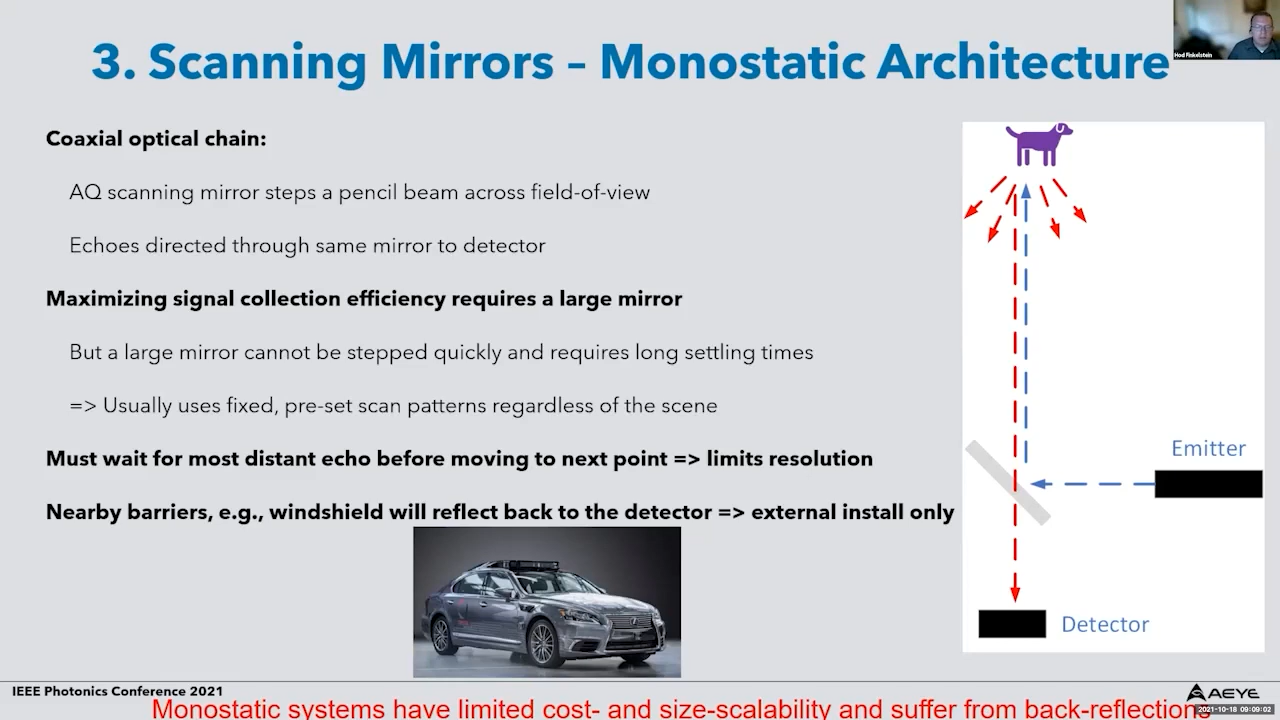 3. Scanning Mirrors – Monostatic Architecture
Hod Finkelstein
Coaxial optical chain:
AQ scanning mirror steps a pencil beam across field-of-view
Echoes directed through same mirror to detector
Maximizing signal collection efficiency requires a large mirror
But a large mirror cannot be stepped quickly and requires long settling times
=> Usually uses fixed, pre-set scan patterns regardless of the scene
Must wait for most distant echo before moving to next point => limits resolution
Nearby barriers, e.g., windshield will reflect back to the detector => external install only
Emitter
Detector
IEEE Photonics Conference 2021
AEYE
2021-10-18 09:09:02
Monostatic systems have limited cost- and size-scalability and suffer from back-reflection